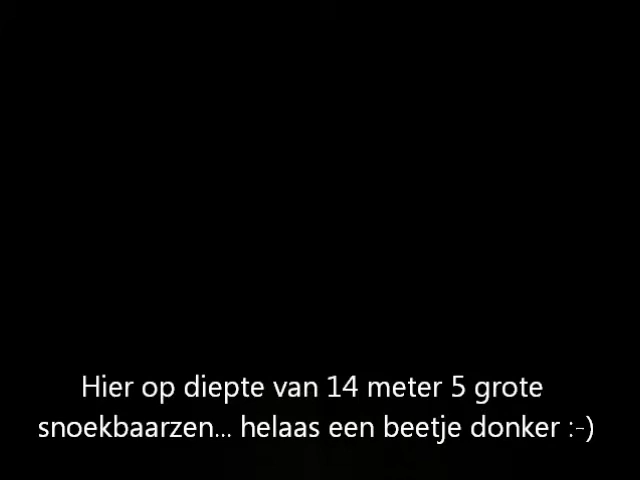 Hier op diepte van 14 meter 5 grote
snoekbaarzen... helaas een beetje donker :-)